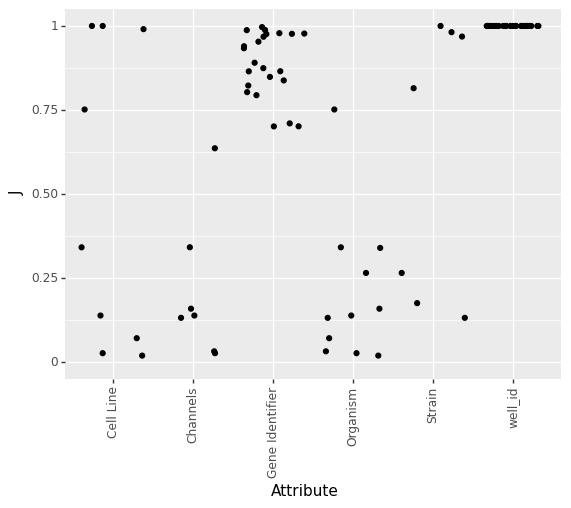 1
0.75
0.50
0.25
0
J
Cell Line
Channels
Gene Identifier
Organism
Strain
well_id
Attribute